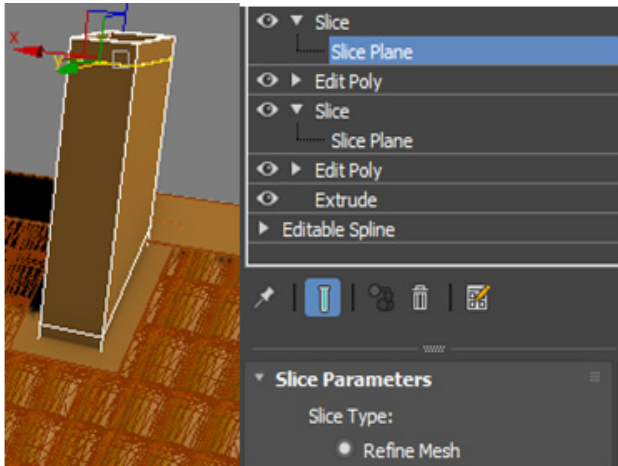 x
y
Slice
Slice Plane
Edit Poly
Slice
Slice Plane
Edit Poly
Extrude
Editable Spline
Slice Parameters
Slice Type:
Refine Mesh